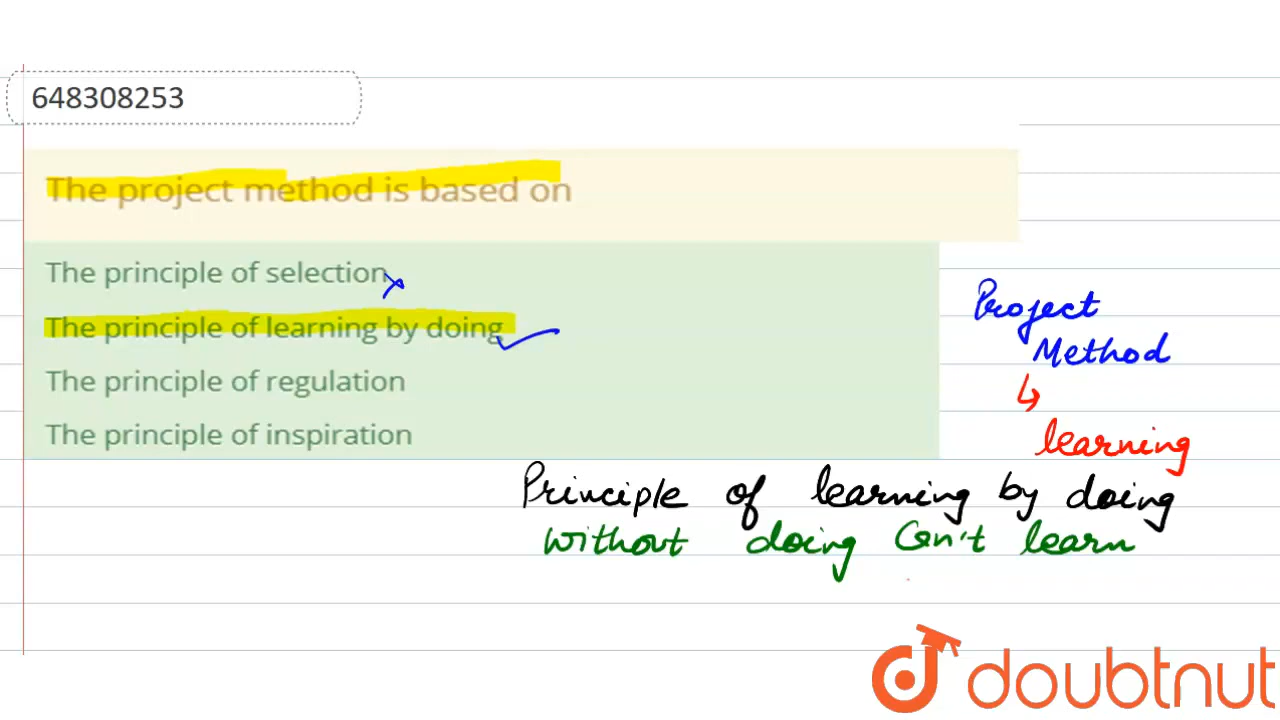 648308253
The project method is based on
The principle of selection
The principle of learning by doing
The principle of regulation
The principle of inspiration
Project
Method
learning
Principle of learning by doing
without doing Can't learn
doubtnut